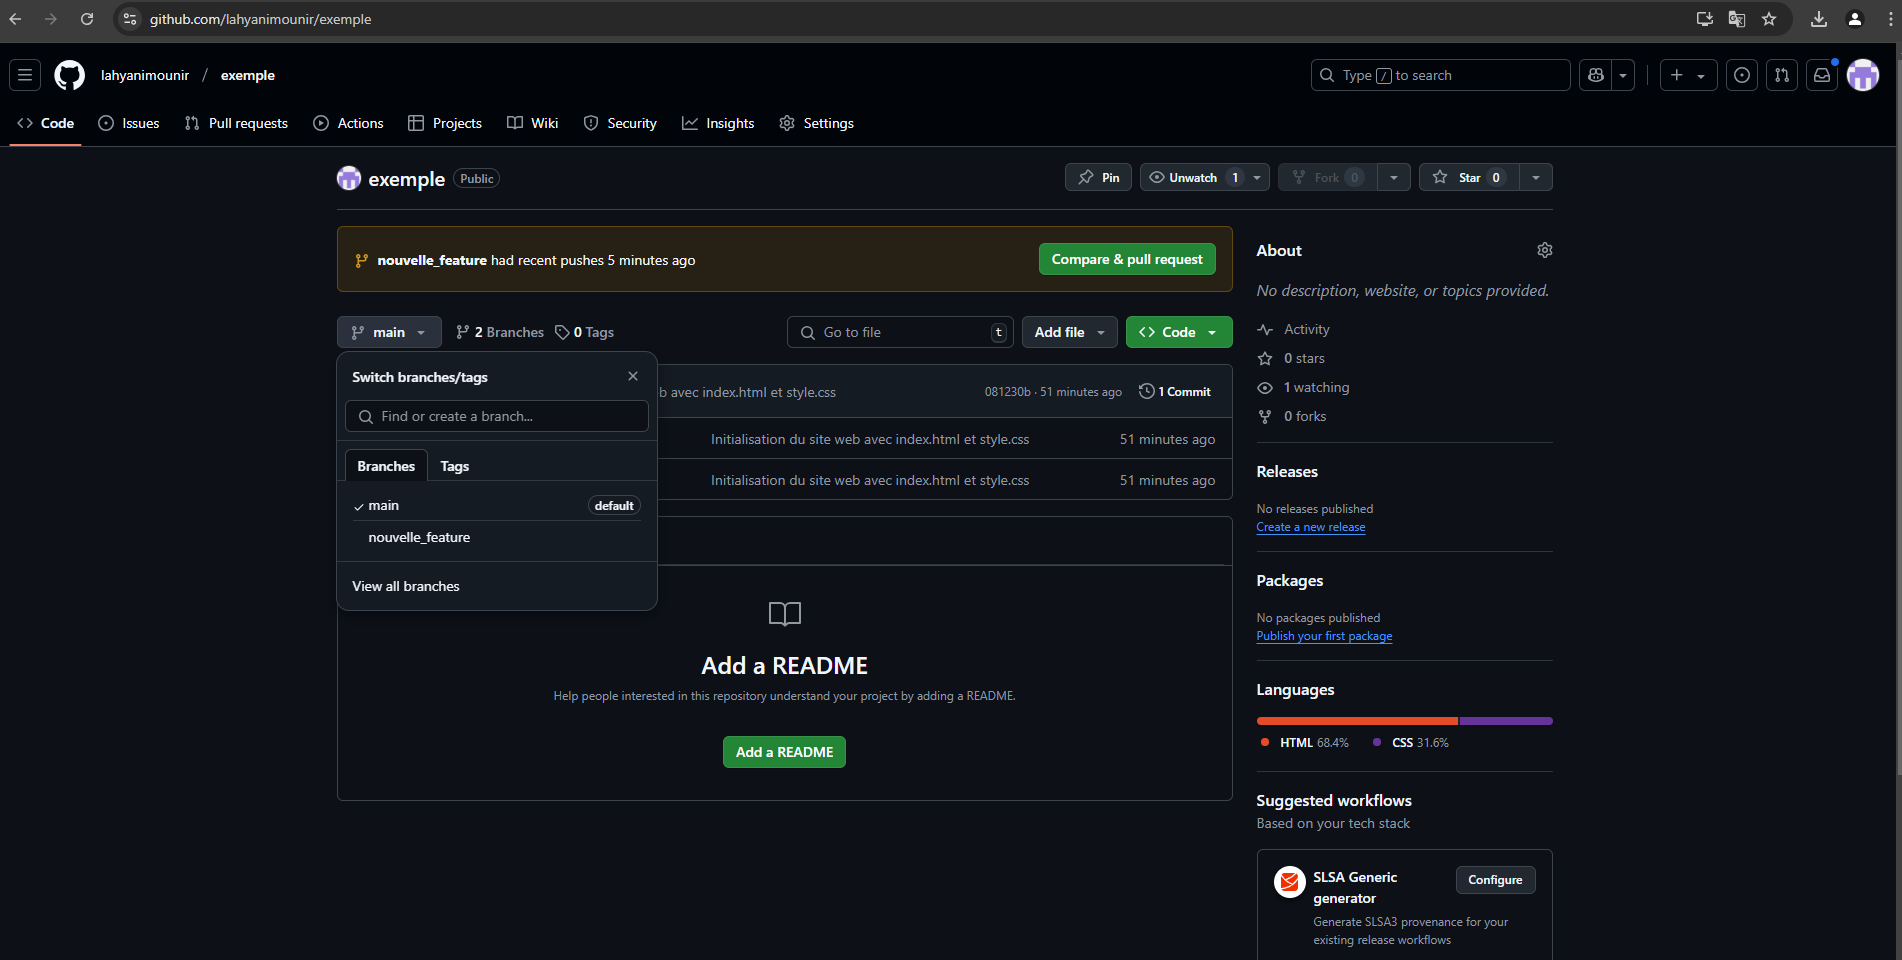 github.com/lahyanimounir/exemple
lahyanimounir / exemple
Type / to search
Code Issues Pull requests Actions Projects Wiki Security Insights Settings
exemple Public
Pin Unwatch 1 Fork 0 Star 0
nouvelle_feature had recent pushes 5 minutes ago
Compare & pull request
main 2 Branches 0 Tags
Go to file t
Add file
Code
Switch branches/tags
Find or create a branch...
Branches Tags
main default
nouvelle_feature
View all branches
b avec index.html et style.css 081230b · 51 minutes ago 1 Commit
Initialisation du site web avec index.html et style.css 51 minutes ago
Initialisation du site web avec index.html et style.css 51 minutes ago
Add a README
Help people interested in this repository understand your project by adding a README.
Add a README
About
No description, website, or topics provided.
Activity
0 stars
1 watching
0 forks
Releases
No releases published
Create a new release
Packages
No packages published
Publish your first package
Languages
HTML 68.4% CSS 31.6%
Suggested workflows
Based on your tech stack
SLSA Generic
generator
Configure
Generate SLSA3 provenance for your
existing release workflows